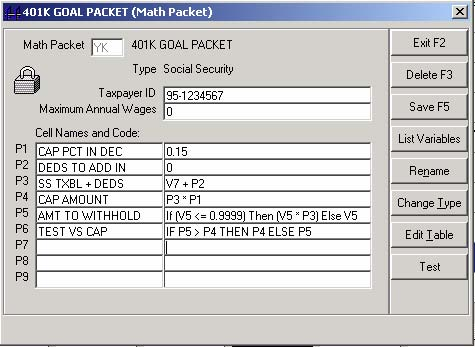 401K GOAL PACKET (Math Packet)
Math Packet YK 401K GOAL PACKET
Type Social Security
Taxpayer ID 95-1234567
Maximum Annual Wages 0
Cell Names and Code:
P1 CAP PCT IN DEC 0.15
P2 DEDS TO ADD IN 0
P3 SS TXBL + DEDS V7 + P2
P4 CAP AMOUNT P3 * P1
P5 AMT TO WITHHOLD If (V5 <= 0.9999) Then (V5 * P3) Else V5
P6 TEST VS CAP IF P5 > P4 THEN P4 ELSE P5
P7
P8
P9
Exit F2
Delete F3
Save F5
List Variables
Rename
Change Type
Edit Table
Test